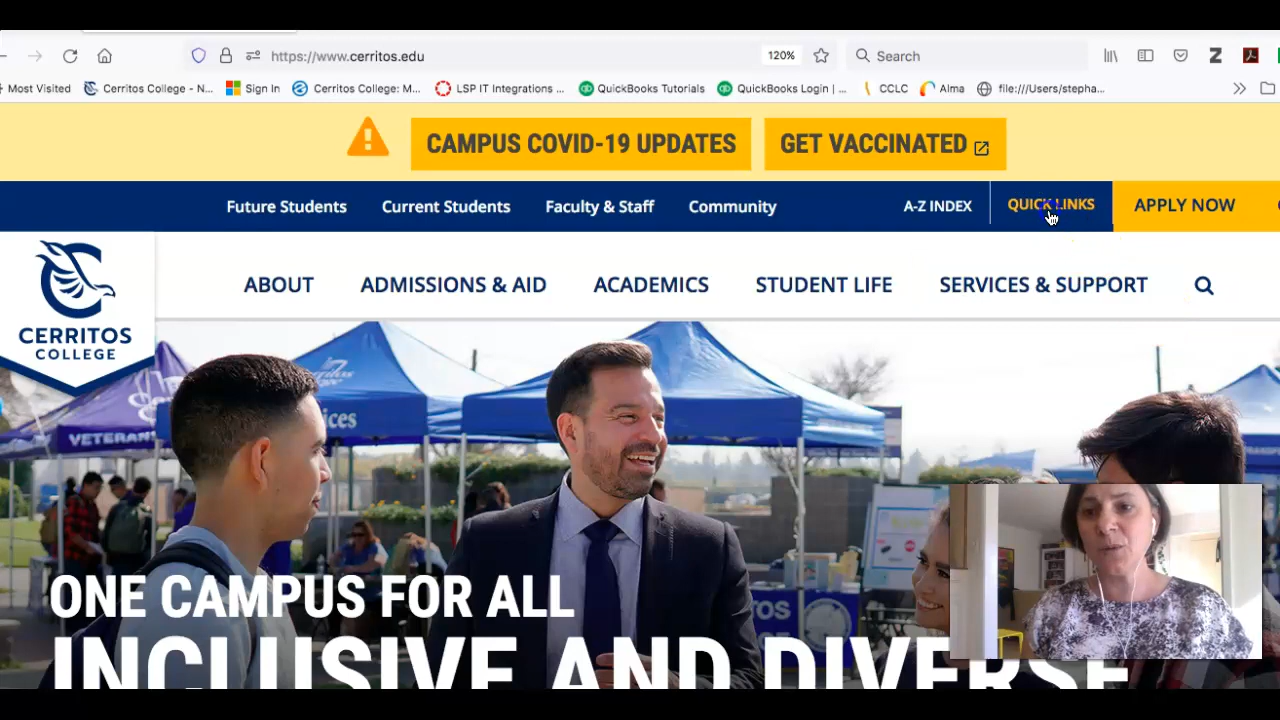 https://www.cerritos.edu 120% Search Z
Most Visited Cerritos College - N... Sign In Cerritos College: M... LSP IT Integrations ... QuickBooks Tutorials QuickBooks Login | ... CCLC Alma file:///Users/stepha...
CAMPUS COVID-19 UPDATES GET VACCINATED
Future Students Current Students Faculty & Staff Community A-Z INDEX QUICK LINKS APPLY NOW
ABOUT ADMISSIONS & AID ACADEMICS STUDENT LIFE SERVICES & SUPPORT
CERRITOS
COLLEGE
VETERANS
ONE CAMPUS FOR ALL
INCLUSIVE AND DIVERSE